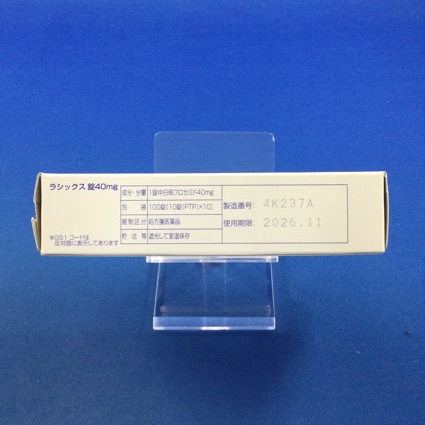 ラシックス 錠40mg
成分・分量 1錠中日局フロセミド40mg
包 装 100錠[10錠(PTP)×10]
規制区分 処方箋医薬品
貯 法 等 遮光して室温保存
製造番号: 4K237A
使用期限: 2026.11
※GS1コードは
反対面に表示してあります